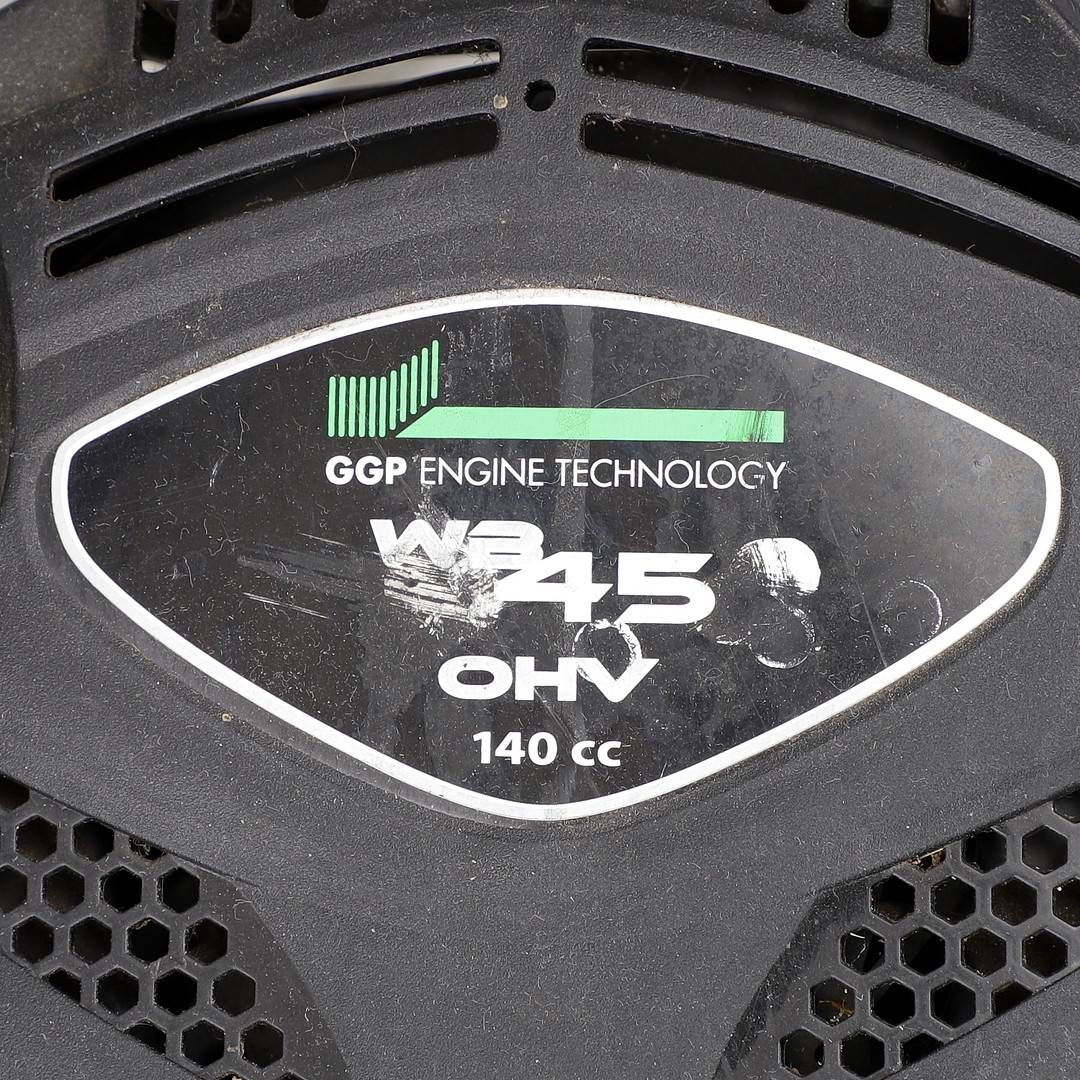 GGP ENGINE TECHNOLOGY
WB 45
OHV
140 cc